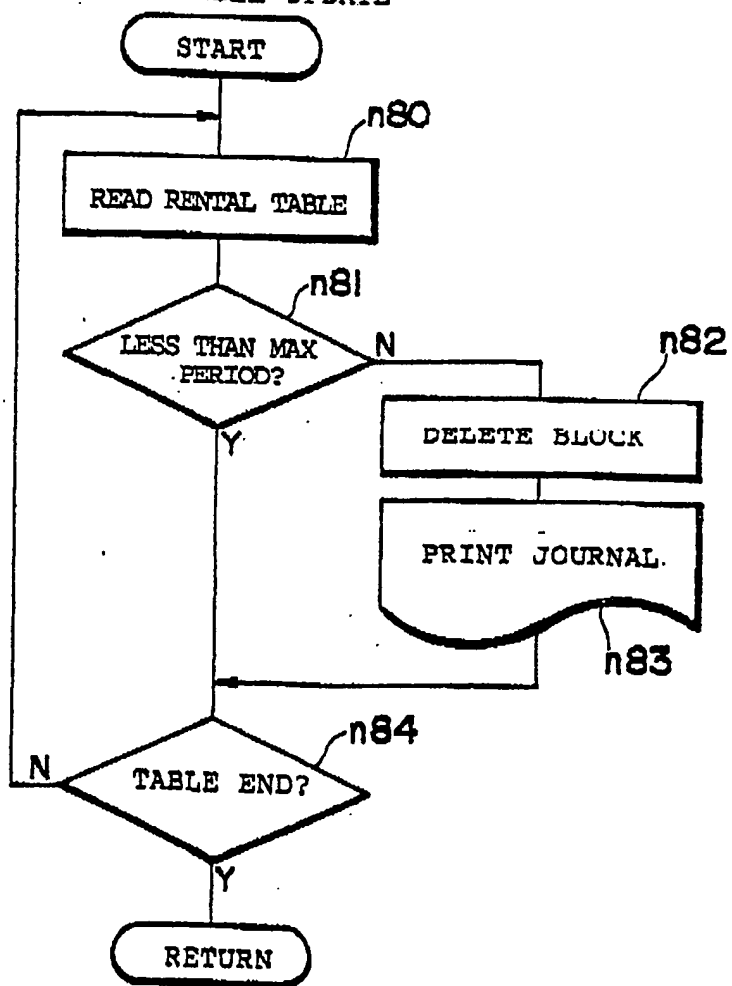 START
n80
READ RENTAL TABLE
n81
LESS THAN MAX
PERIOD?
N
n82
DELETE BLOCK
Y
PRINT JOURNAL
n83
n84
N
TABLE END?
Y
RETURN